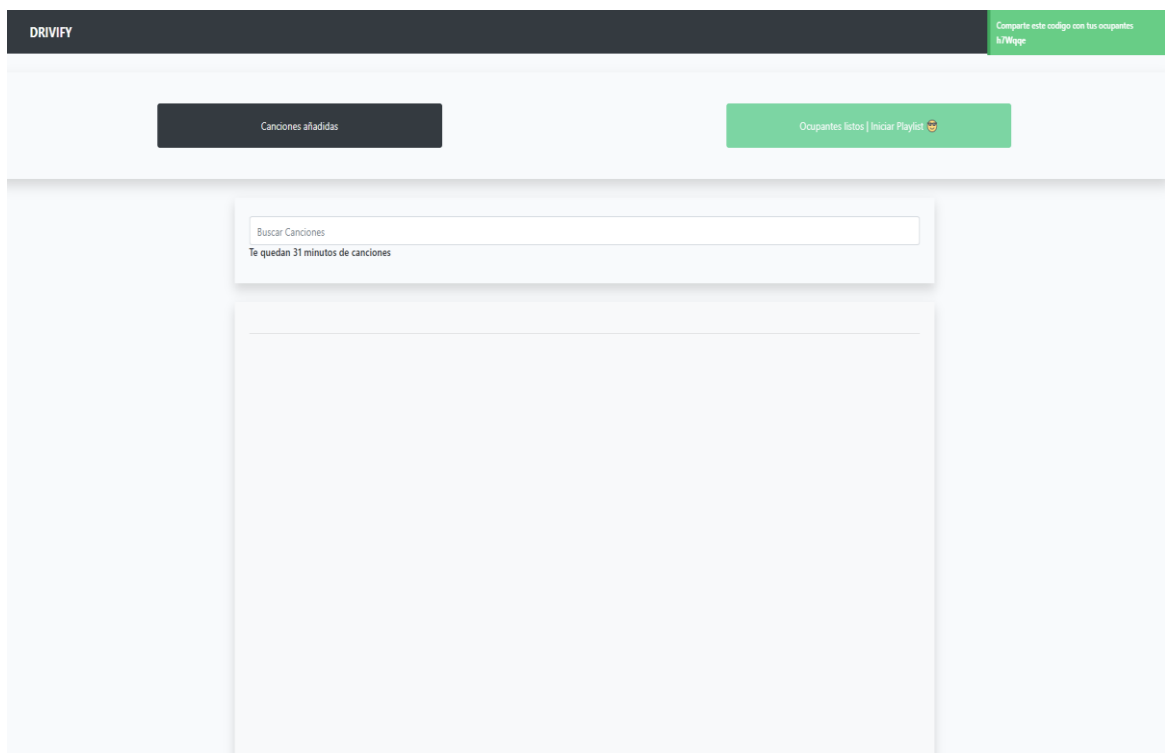 DRIVIFY
Comparte este codigo con tus ocupantes
h7Wqqe
Canciones añadidas
Ocupantes listos | Iniciar Playlist 🤠
Buscar Canciones
Te quedan 31 minutos de canciones